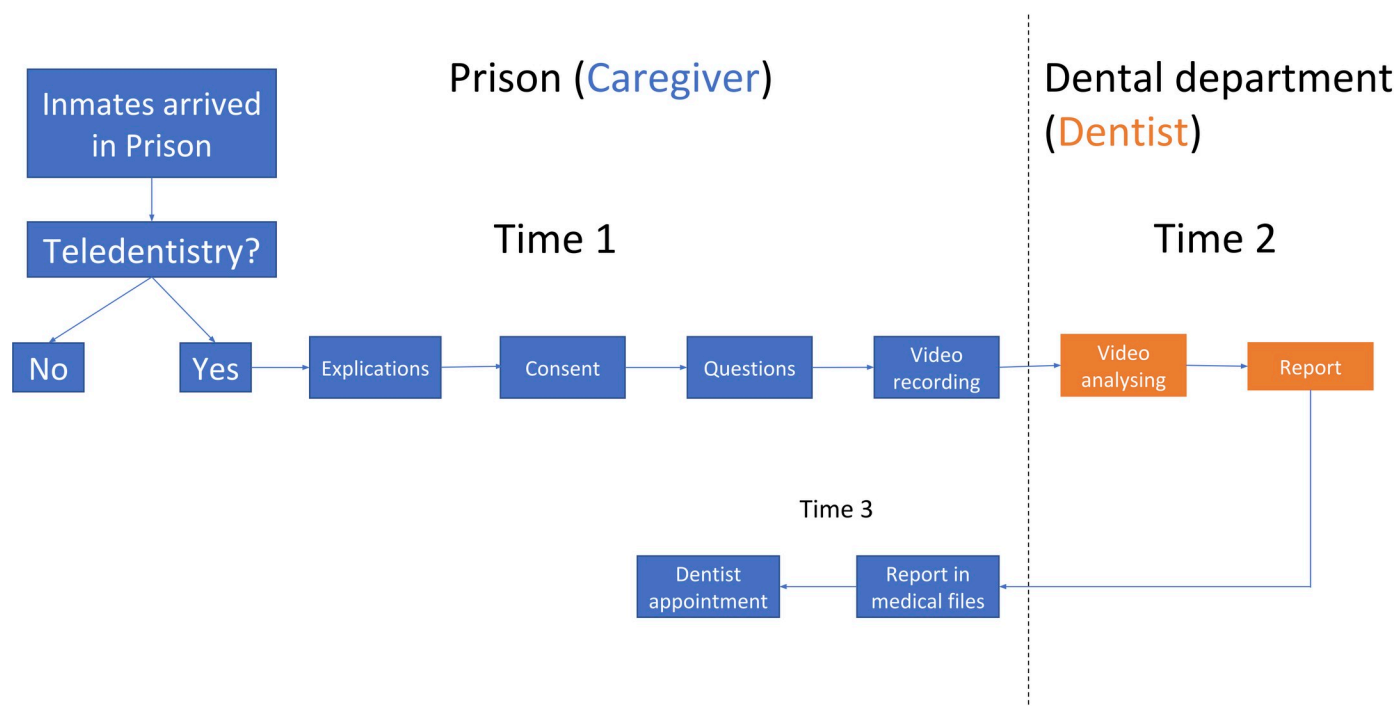 Prison (Caregiver)
Dental department
(Dentist)
Inmates arrived
in Prison
Teledentistry?
Time 1
Time 2
No
Yes
Explications
Consent
Questions
Video
recording
Video
analysing
Report
Time 3
Dentist
appointment
Report in
medical files